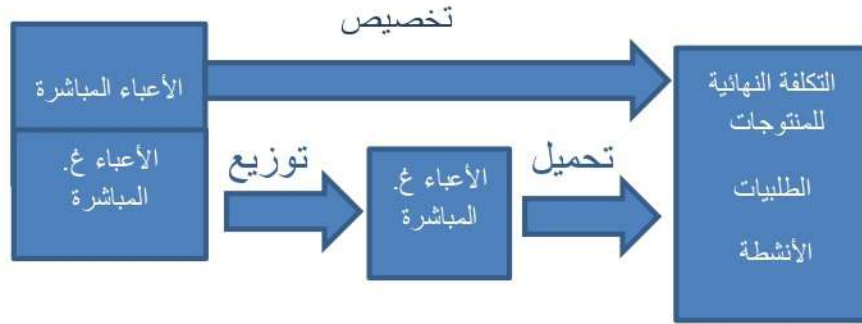 تخصيص
الأعباء المباشرة
الأعباء غ.
المباشرة
توزيع
الأعباء غ.
المباشرة
تحميل
التكلفة النهائية
للمنتوجات
الطلبيات
الأنشطة